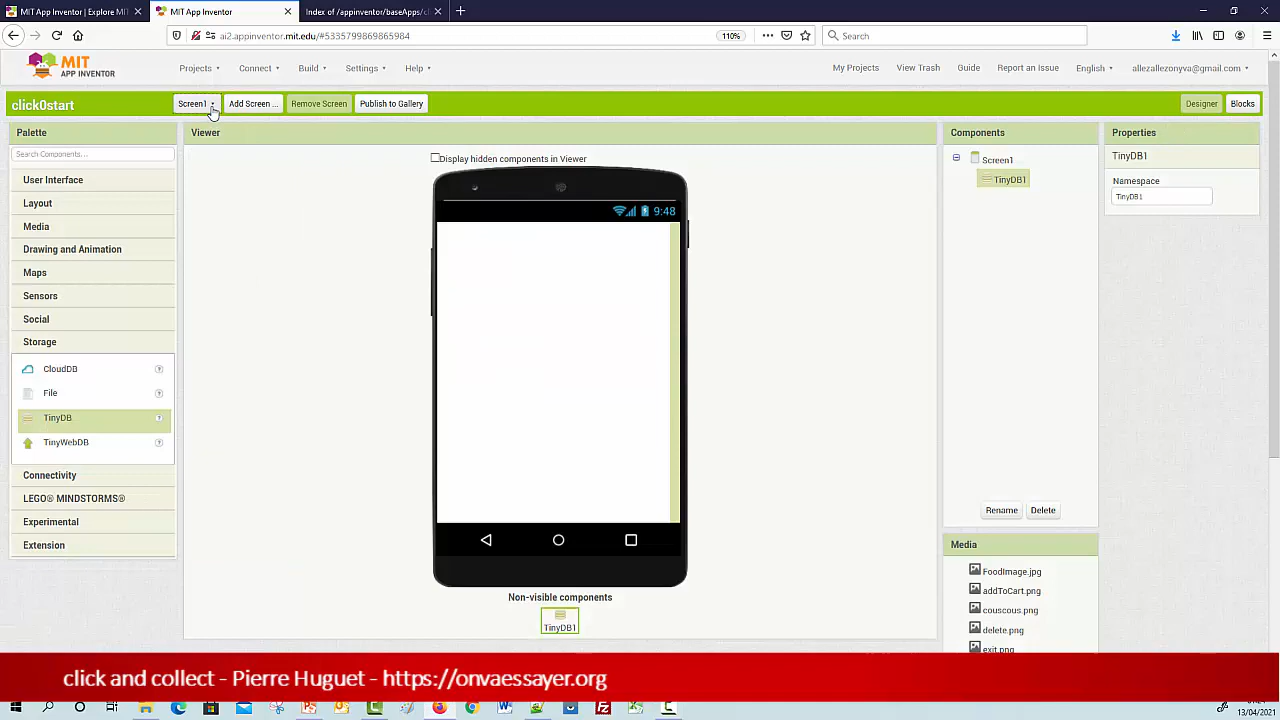 MIT App Inventor | Explore MIT
MIT App Inventor
Index of /appinventor/baseApps/cl
ai2.appinventor.mit.edu/#5335799869865984
110%
Search
MIT
APP INVENTOR
Projects
Connect
Build
Settings
Help
My Projects
View Trash
Guide
Report an Issue
English
allezallezonyva@gmail.com
click0start
Screen1
Add Screen ...
Remove Screen
Publish to Gallery
Designer
Blocks
Palette
Search Components...
User Interface
Layout
Media
Drawing and Animation
Maps
Sensors
Social
Storage
CloudDB
File
TinyDB
TinyWebDB
Connectivity
LEGO® MINDSTORMS®
Experimental
Extension
Viewer
Display hidden components in Viewer
9:48
Non-visible components
TinyDB1
Components
Screen1
TinyDB1
Rename
Delete
Media
FoodImage.jpg
addToCart.png
couscous.png
delete.png
exit.png
Properties
TinyDB1
Namespace
TinyDB1
click and collect - Pierre Huguet - https://onvaessayer.org
13/04/2021